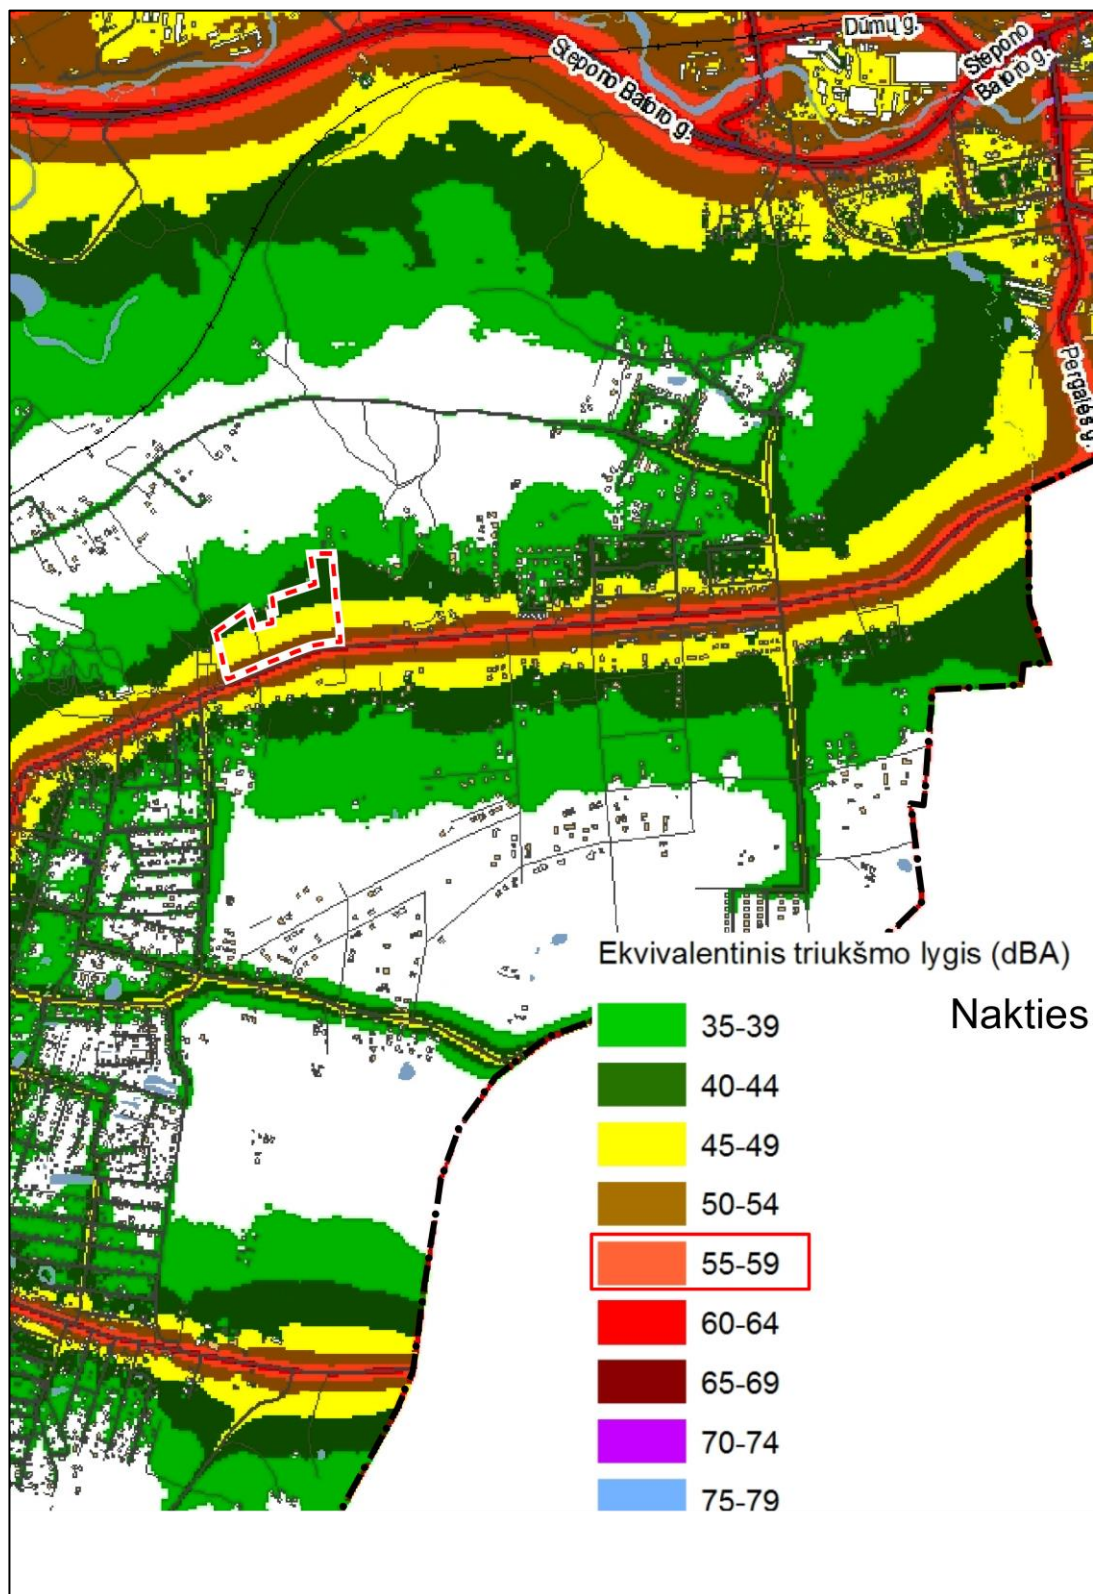 Dūmų g.
Stepono
Batoro g.
Stepono Batoro g.
Pergalės g.
Ekvivalentinis triukšmo lygis (dBA)
Nakties
35-39
40-44
45-49
50-54
55-59
60-64
65-69
70-74
75-79